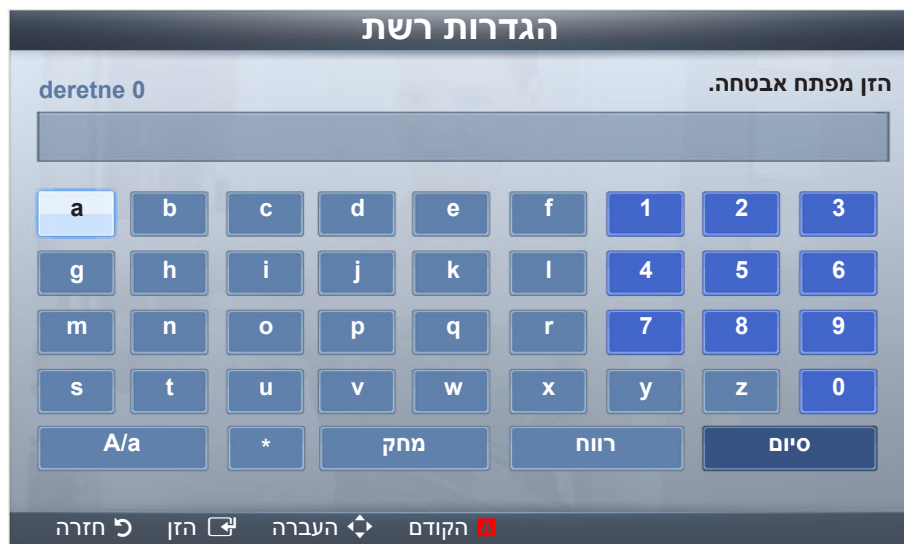 הגדרות רשת
הזן מפתח אבטחה.
deretne 0
a b c d e f 1 2 3
g h i j k l 4 5 6
m n o p q r 7 8 9
s t u v w x y z 0
A/a * מחק רווח סיום
A הקודם העברה הזן חזרה